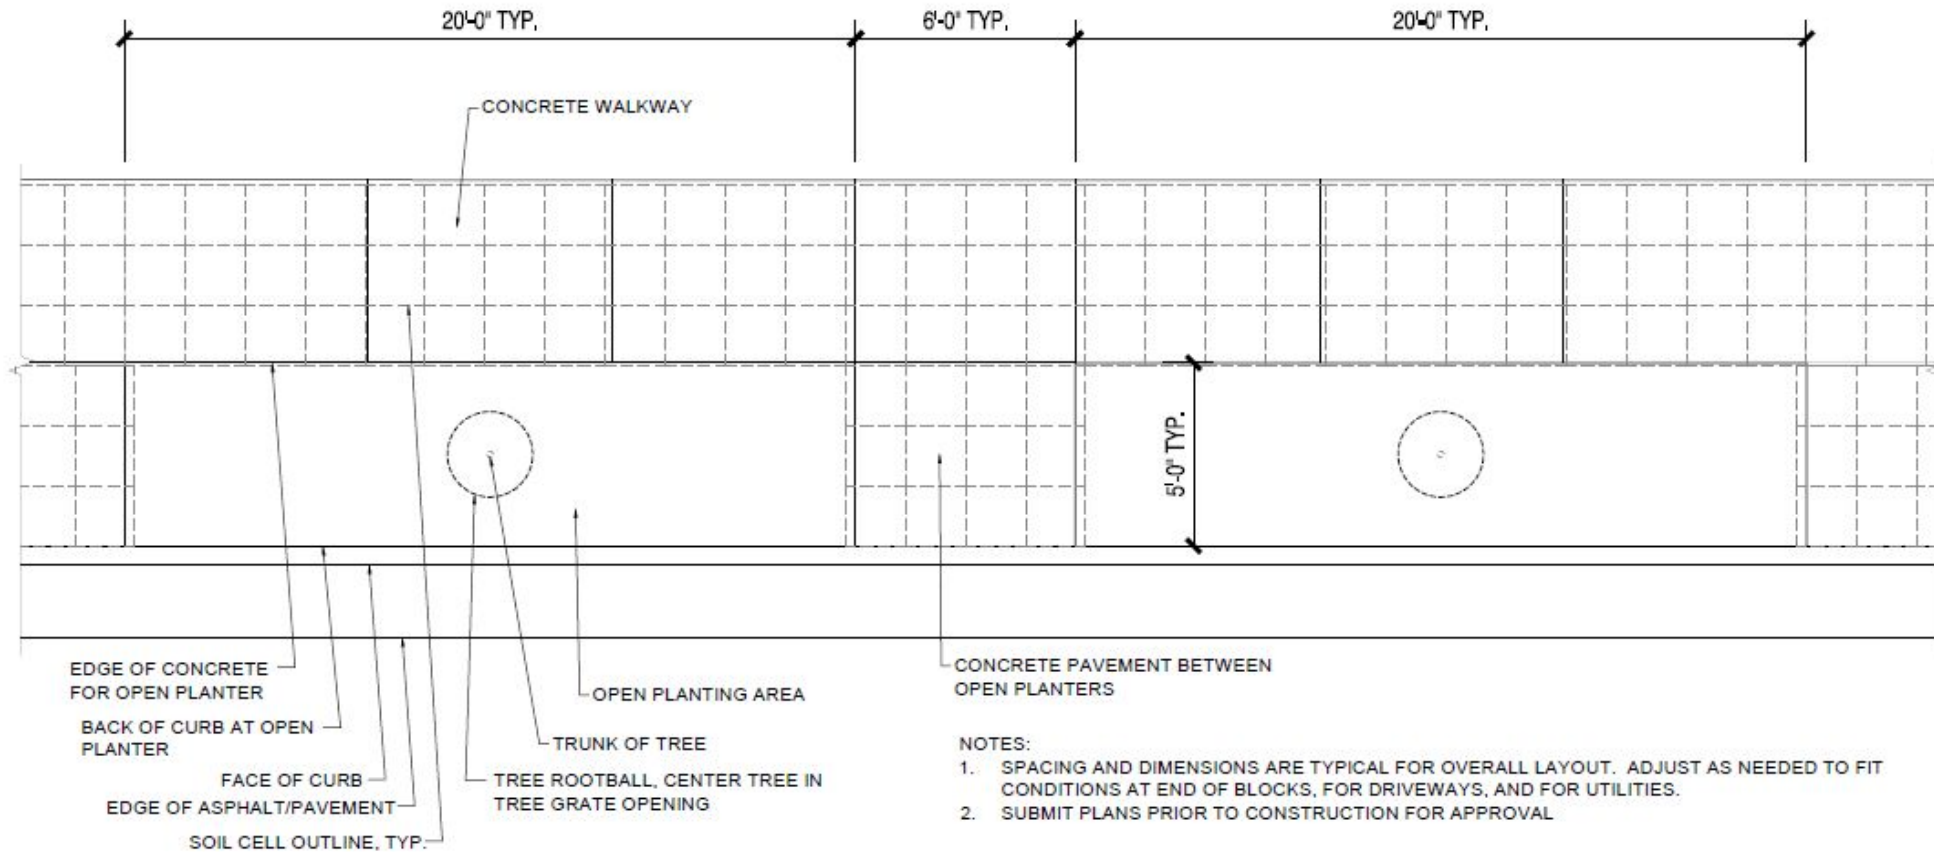 20'-0" TYP.
6'-0" TYP.
20'-0" TYP.
CONCRETE WALKWAY
5'-0" TYP.
EDGE OF CONCRETE
FOR OPEN PLANTER
BACK OF CURB AT OPEN
PLANTER
FACE OF CURB
EDGE OF ASPHALT/PAVEMENT
SOIL CELL OUTLINE, TYP.
OPEN PLANTING AREA
TRUNK OF TREE
TREE ROOTBALL, CENTER TREE IN
TREE GRATE OPENING
CONCRETE PAVEMENT BETWEEN
OPEN PLANTERS
NOTES:
1. SPACING AND DIMENSIONS ARE TYPICAL FOR OVERALL LAYOUT. ADJUST AS NEEDED TO FIT
CONDITIONS AT END OF BLOCKS, FOR DRIVEWAYS, AND FOR UTILITIES.
2. SUBMIT PLANS PRIOR TO CONSTRUCTION FOR APPROVAL